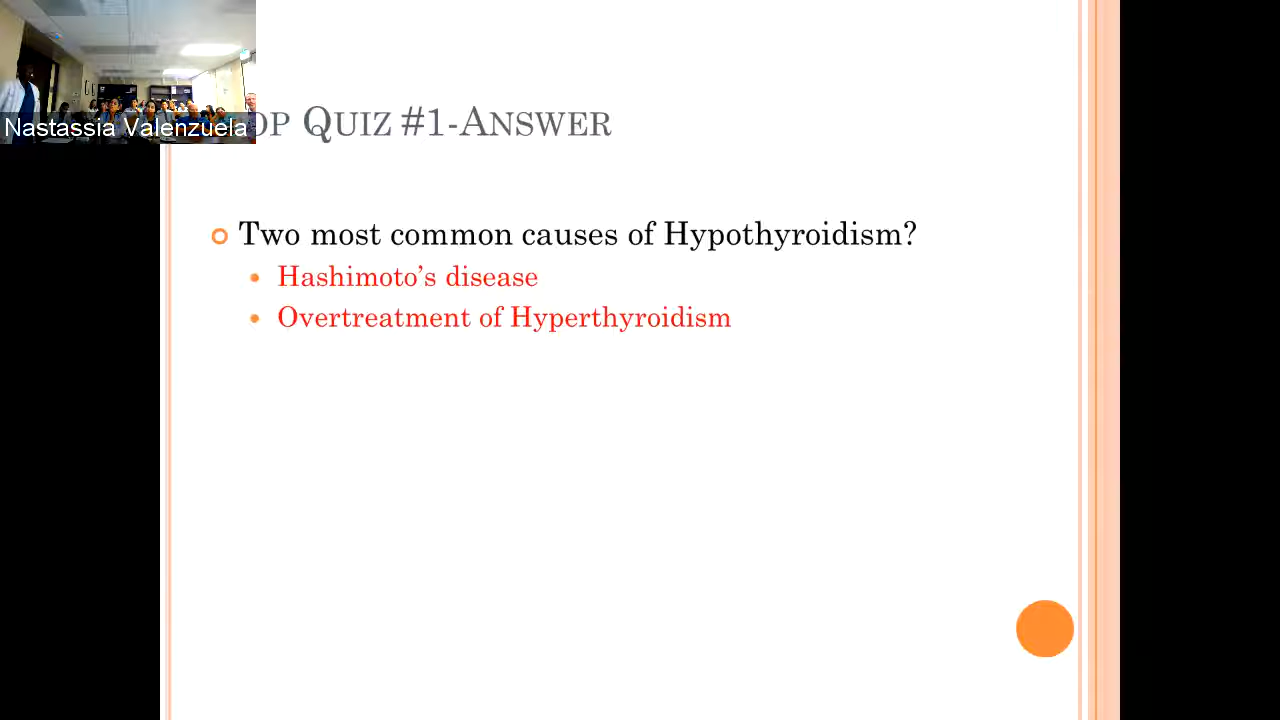 Nastassia Valenzuela
QUIZ #1-ANSWER
Two most common causes of Hypothyroidism?
Hashimoto's disease
Overtreatment of Hyperthyroidism